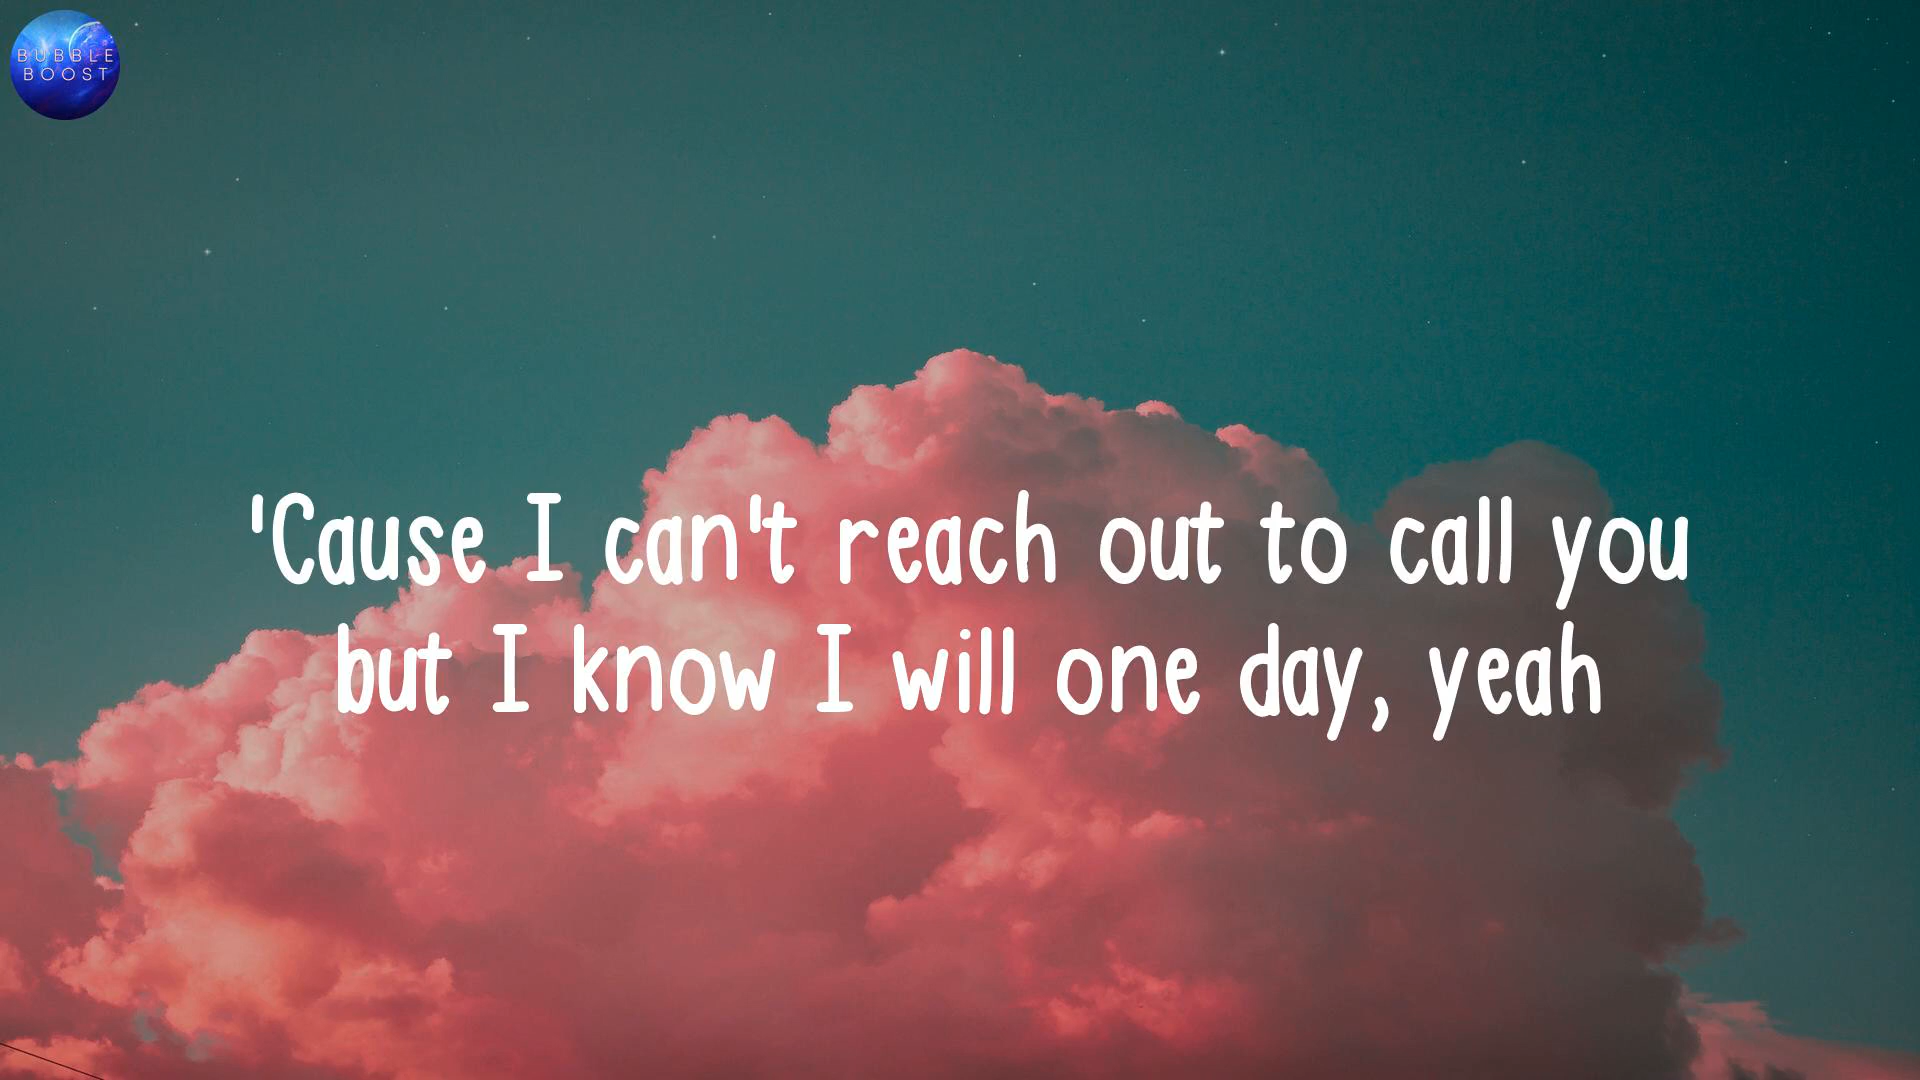 BUBBLE
BOOST
'Cause I can't reach out to call you
but I know I will one day, yeah